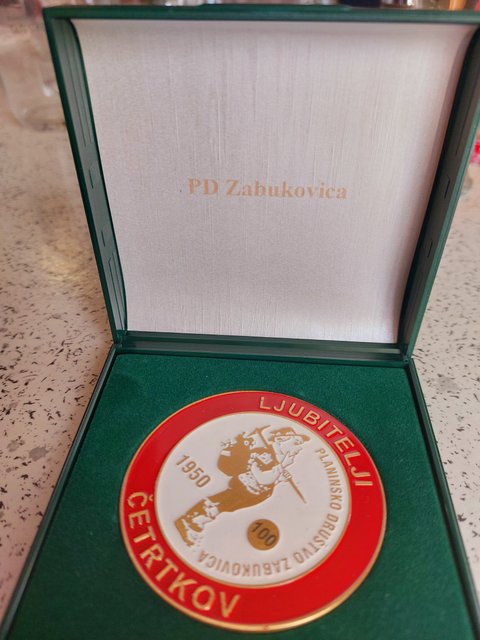 PD Zabukovica
LJUBITELJI
ČETRTKOV
PLANINSKO DRUŠTVO ZABUKOVICA
1950
100